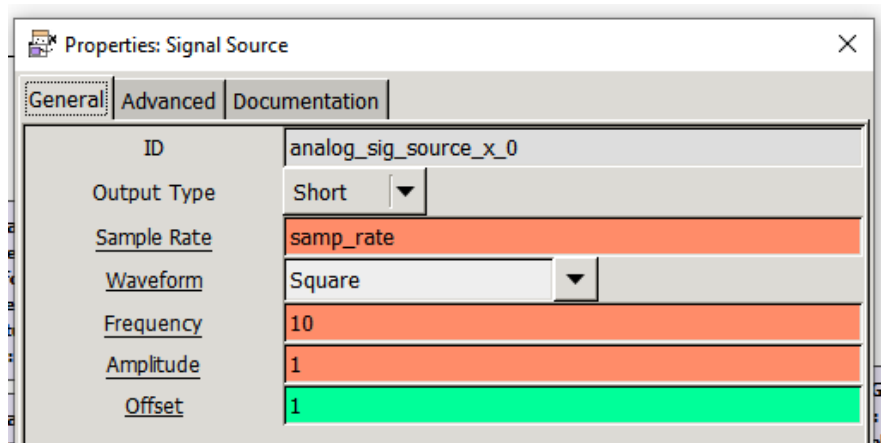 Properties: Signal Source
General Advanced Documentation
ID analog_sig_source_x_0
Output Type Short
Sample Rate samp_rate
Waveform Square
Frequency 10
Amplitude 1
Offset 1